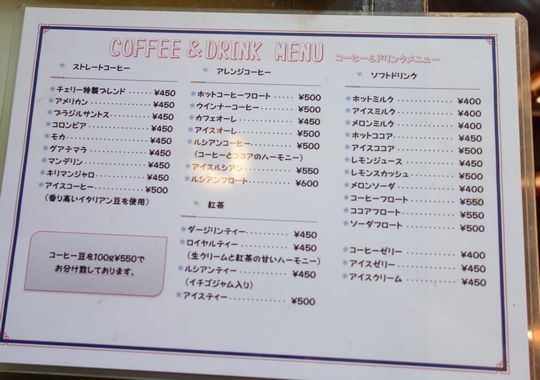 COFFEE & DRINK MENU コーヒー&ドリンクメニュー
ストレートコーヒー
チェリー特製ブレンド ¥450
アメリカン ¥450
ブラジルサントス ¥450
コロンビア ¥450
モカ ¥450
グアテマラ ¥450
マンデリン ¥450
キリマンジャロ ¥450
アイスコーヒー ¥500
(香り高いイタリアン豆を使用)
コーヒー豆を100g¥550で
お分け致しております。
アレンジコーヒー
ホットコーヒーフロート ¥500
ウインナーコーヒー ¥500
カフェオーレ ¥500
アイスオーレ ¥500
ルシアンコーヒー ¥500
(コーヒーとココアのハーモニー)
アイスルシアン ¥550
ルシアンフロート ¥600
紅茶
ダージリンティー ¥450
ロイヤルティー ¥450
(生クリームと紅茶の甘いハーモニー)
ルシアンティー ¥450
(イチゴジャム入り)
アイスティー ¥500
ソフトドリンク
ホットミルク ¥400
アイスミルク ¥400
メロンミルク ¥400
ホットココア ¥450
アイスココア ¥500
レモンジュース ¥450
レモンスカッシュ ¥500
メロンソーダ ¥400
コーヒーフロート ¥550
ココアフロート ¥550
ソーダフロート ¥500
コーヒーゼリー ¥400
アイスゼリー ¥450
アイスクリーム ¥450